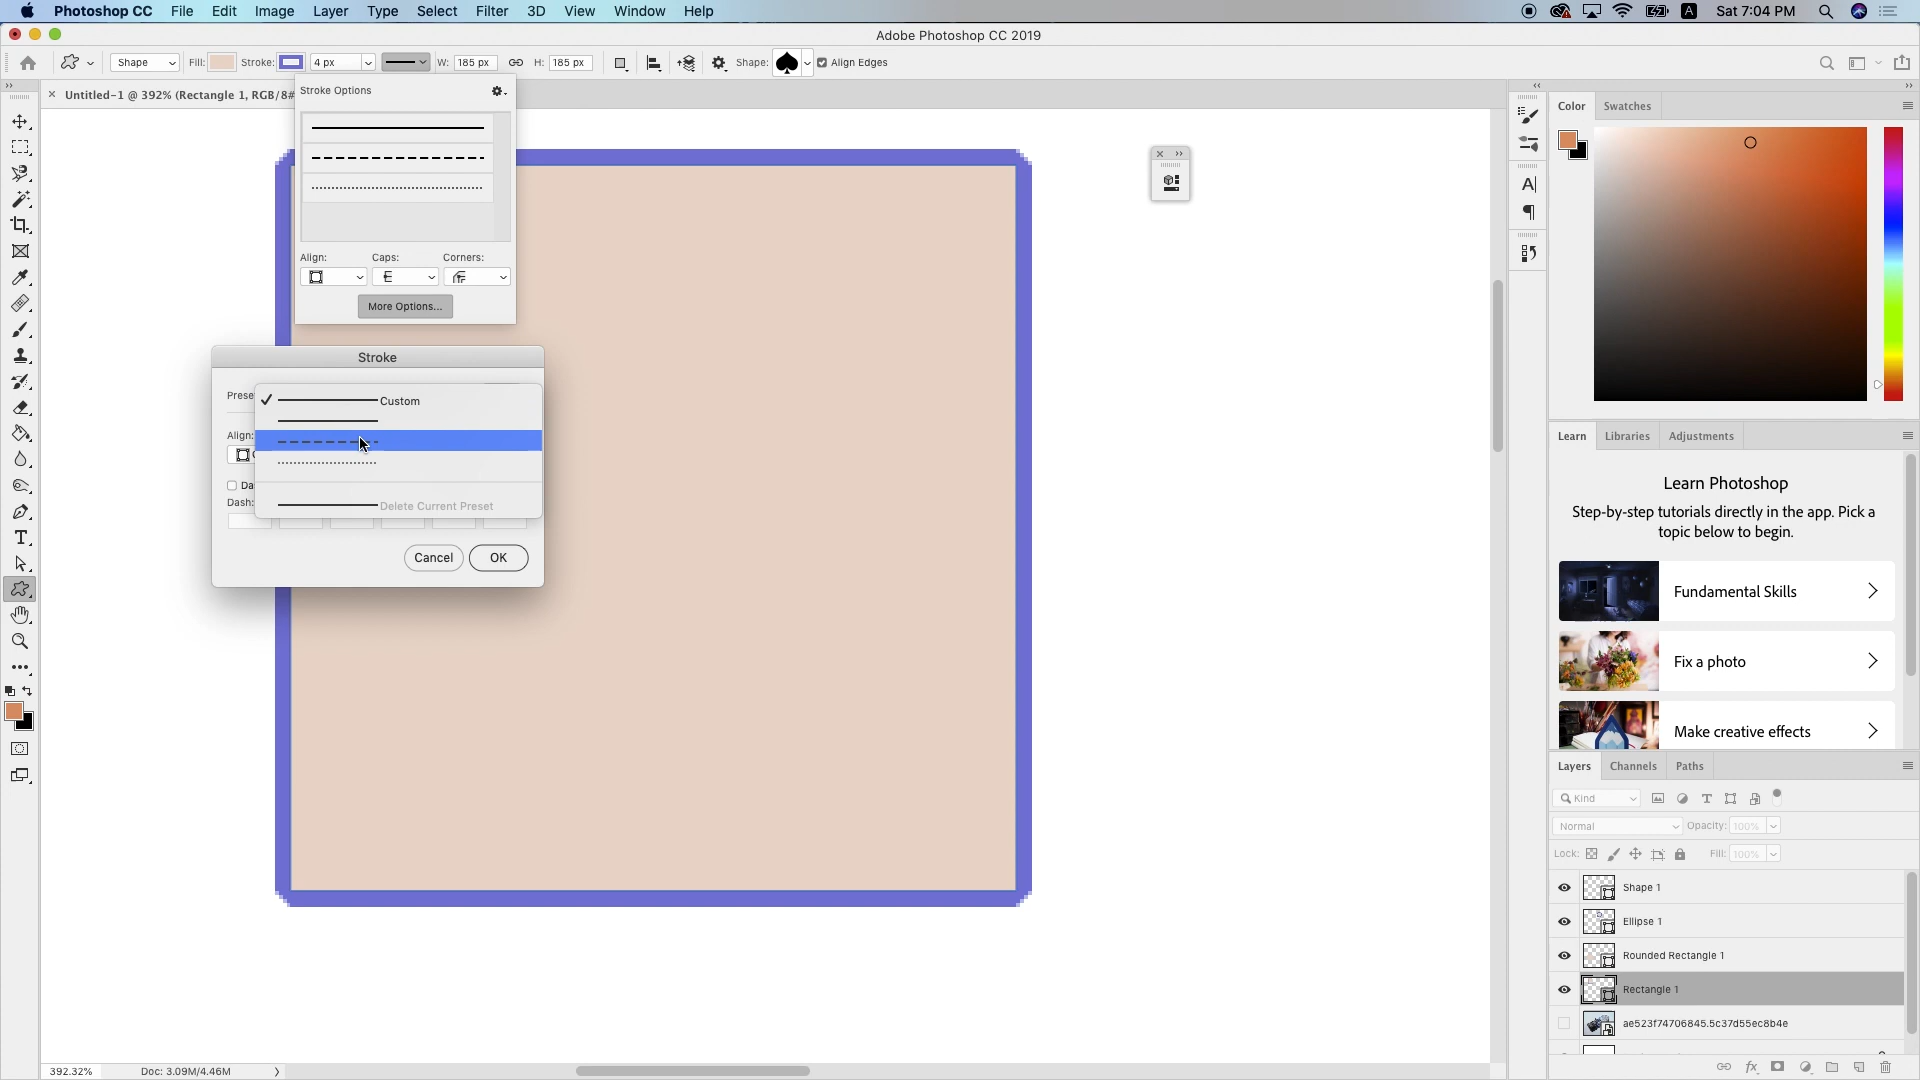 Photoshop CC File Edit Image Layer Type Select Filter 3D View Window Help
A Sat 7:04 PM
Adobe Photoshop CC 2019
Shape Fill: Stroke: 4 px W: 185 px H: 185 px Shape: Align Edges
Untitled-1 @ 392% (Rectangle 1, RGB/8#
Stroke Options
Align: Caps: Corners:
More Options...
Stroke
Custom
Align:
Dash:
Delete Current Preset
Cancel OK
Color Swatches
Learn Libraries Adjustments
Learn Photoshop
Step-by-step tutorials directly in the app. Pick a
topic below to begin.
Fundamental Skills
Fix a photo
Make creative effects
Layers Channels Paths
Kind
Normal Opacity: 100%
Lock: Fill: 100%
Shape 1
Ellipse 1
Rounded Rectangle 1
Rectangle 1
ae523f74706845.5c37d55ec8b4e
392.32% Doc: 3.09M/4.46M